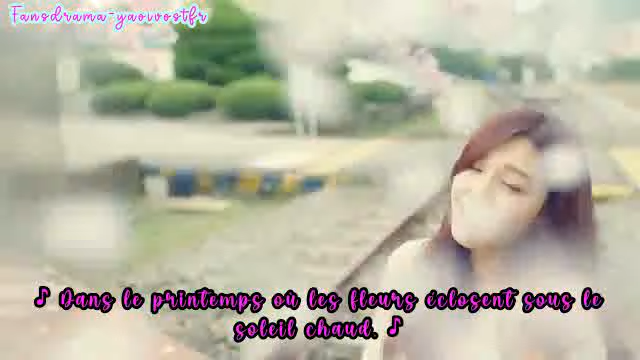 Fansdrama-yaoivostfr
♪ Dans le printemps où les fleurs éclosent sous le
soleil chaud. ♪